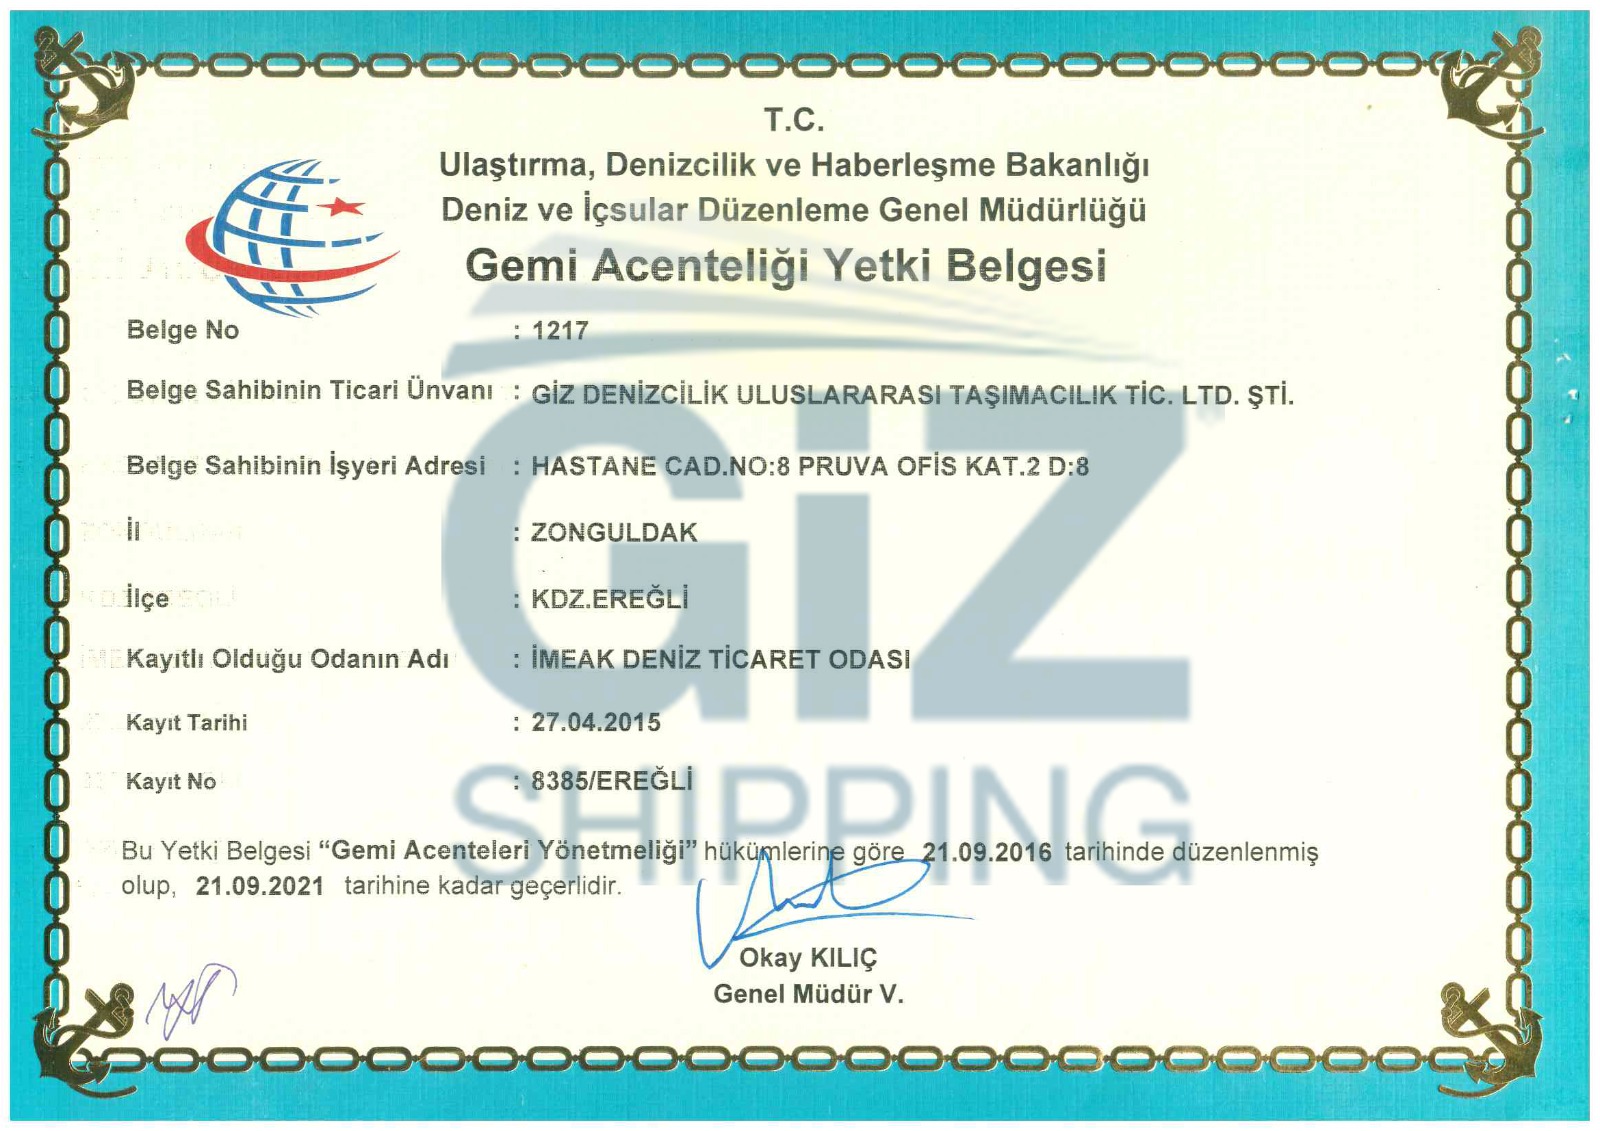 T.C.
Ulaştırma, Denizcilik ve Haberleşme Bakanlığı
Deniz ve İçsular Düzenleme Genel Müdürlüğü
Gemi Acenteliği Yetki Belgesi
Belge No : 1217
Belge Sahibinin Ticari Ünvanı : GİZ DENİZCİLİK ULUSLARARASI TAŞIMACILIK TİC. LTD. ŞTİ.
Belge Sahibinin İşyeri Adresi : HASTANE CAD.NO:8 PRUVA OFİS KAT.2 D:8
İl : ZONGULDAK
İlçe : KDZ.EREĞLİ
Kayıtlı Olduğu Odanın Adı : İMEAK DENİZ TİCARET ODASI
Kayıt Tarihi : 27.04.2015
Kayıt No : 8385/EREĞLİ
Bu Yetki Belgesi “Gemi Acenteleri Yönetmeliği” hükümlerine göre 21.09.2016 tarihinde düzenlenmiş
olup, 21.09.2021 tarihine kadar geçerlidir.
Okay KILIÇ
Genel Müdür V.
GİZ
SHIPPING